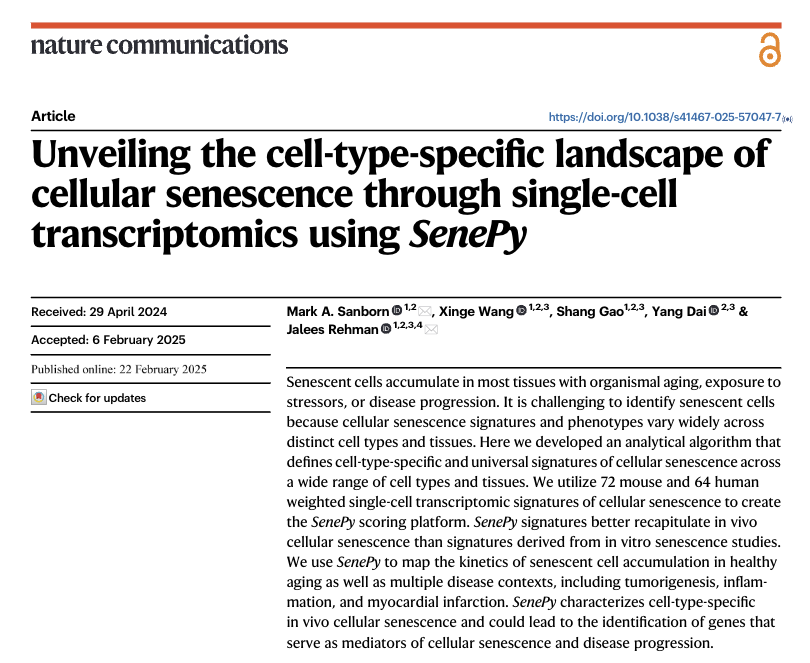 nature communications
Article
https://doi.org/10.1038/s41467-025-57047-7
Unveiling the cell-type-specific landscape of
cellular senescence through single-cell
transcriptomics using SenePy
Received: 29 April 2024
Accepted: 6 February 2025
Published online: 22 February 2025
Check for updates
Mark A. Sanborn 1,2, Xinge Wang 1,2,3, Shang Gao1,2,3, Yang Dai 2,3 &
Jalees Rehman 1,2,3,4
Senescent cells accumulate in most tissues with organismal aging, exposure to
stressors, or disease progression. It is challenging to identify senescent cells
because cellular senescence signatures and phenotypes vary widely across
distinct cell types and tissues. Here we developed an analytical algorithm that
defines cell-type-specific and universal signatures of cellular senescence across
a wide range of cell types and tissues. We utilize 72 mouse and 64 human
weighted single-cell transcriptomic signatures of cellular senescence to create
the SenePy scoring platform. SenePy signatures better recapitulate in vivo
cellular senescence than signatures derived from in vitro senescence studies.
We use SenePy to map the kinetics of senescent cell accumulation in healthy
aging as well as multiple disease contexts, including tumorigenesis, inflam-
mation, and myocardial infarction. SenePy characterizes cell-type-specific
in vivo cellular senescence and could lead to the identification of genes that
serve as mediators of cellular senescence and disease progression.